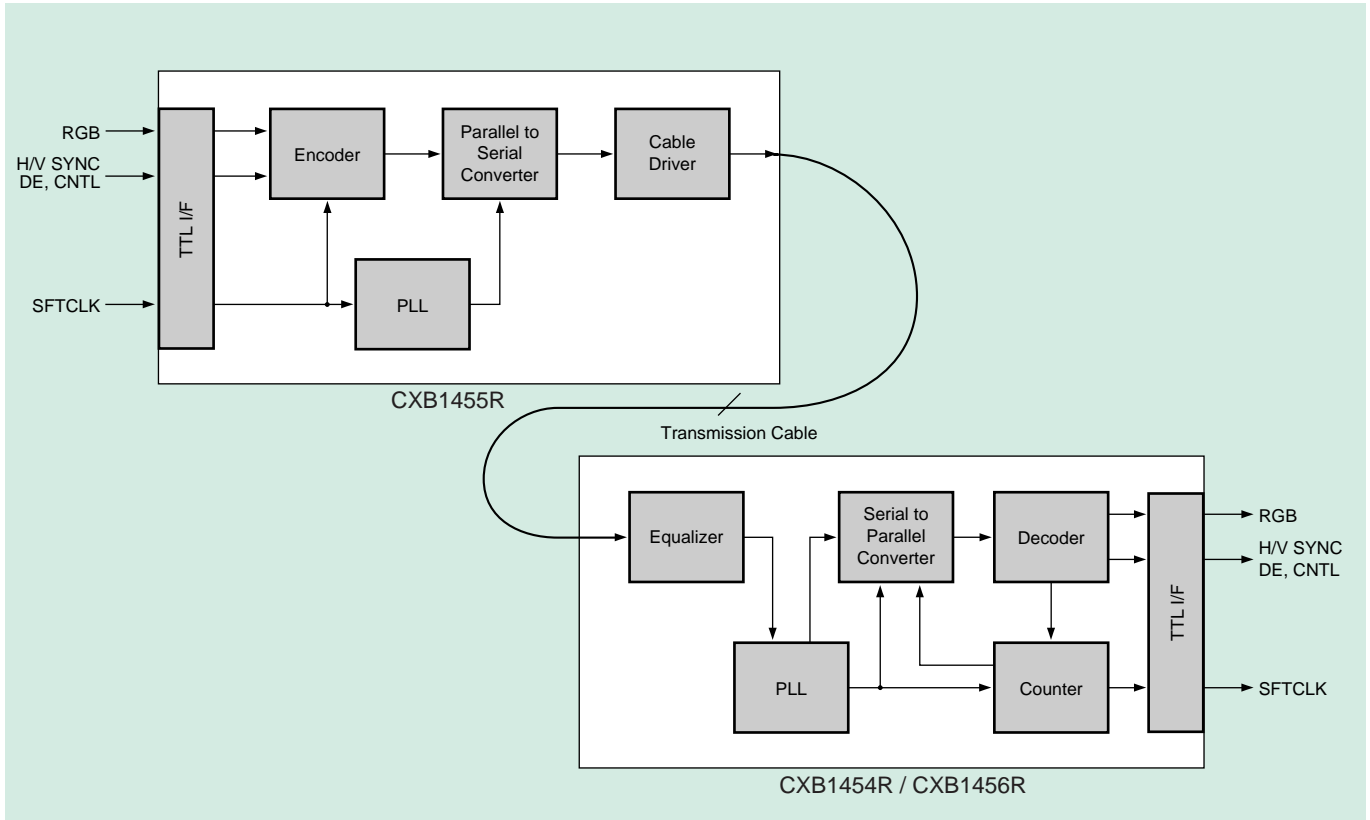 RGB
H/V SYNC
DE, CNTL
SFTCLK
TTL I/F
Encoder
Parallel to
Serial
Converter
Cable
Driver
PLL
CXB1455R
Transmission Cable
Equalizer
Serial to
Parallel
Converter
Decoder
PLL
Counter
TTL I/F
RGB
H/V SYNC
DE, CNTL
SFTCLK
CXB1454R / CXB1456R